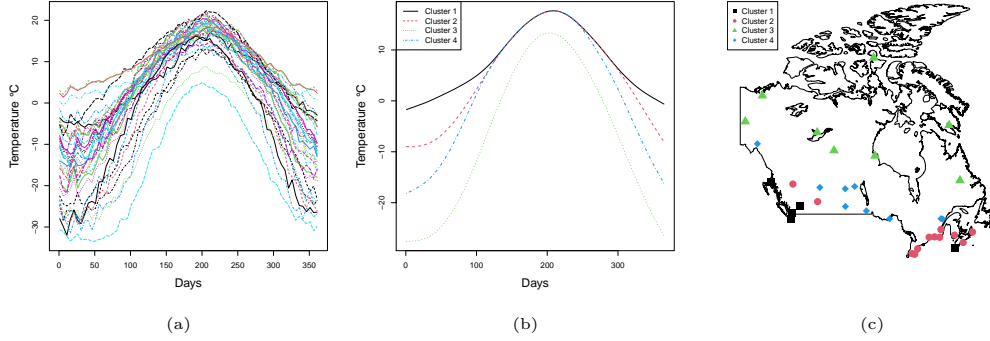 20
10
0
−10
−20
−30
Temperature °C
0
50
100
150
200
250
300
350
Days
(a)
Cluster 1
Cluster 2
Cluster 3
Cluster 4
10
0
−10
−20
Temperature °C
0
100
200
300
Days
(b)
Cluster 1
Cluster 2
Cluster 3
Cluster 4
(c)